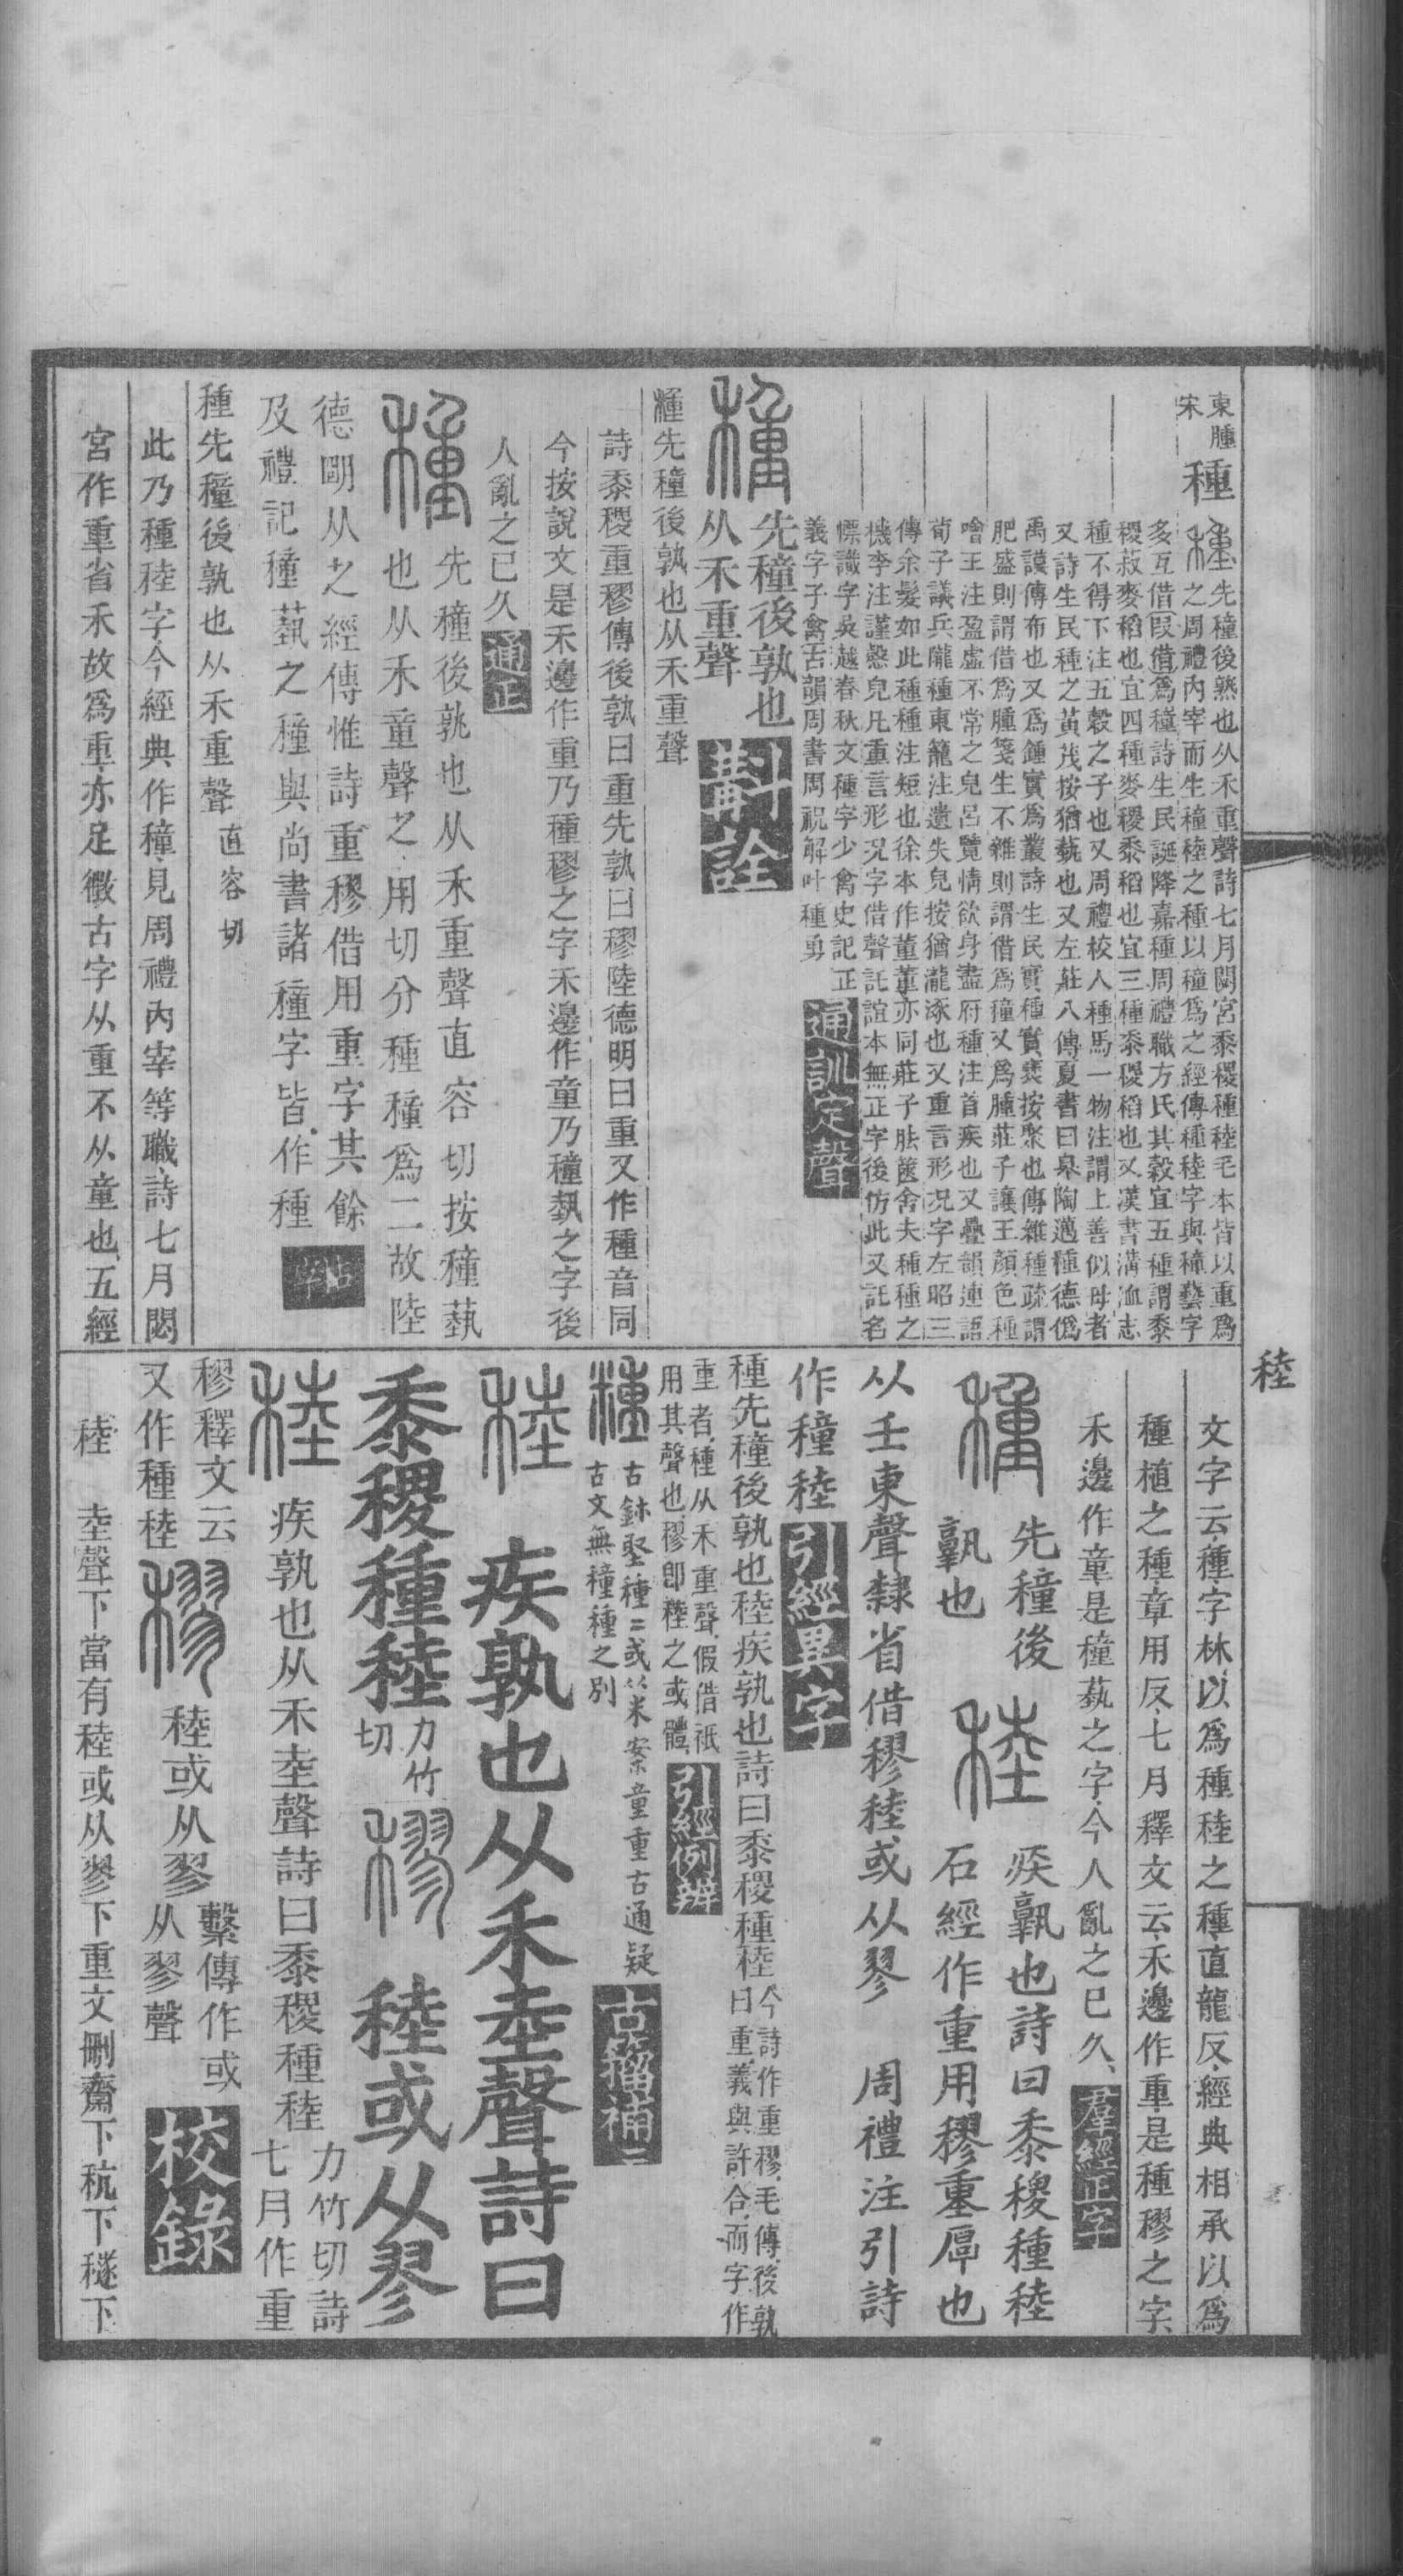 稑
東腫
宋
種
先穜後熟也从禾重聲詩七月閟宮黍稷種稑毛本皆以重爲
之周禮內宰而生穜稑之種以穜爲之經傳種稑字與穜藝字
多互借叚借爲穜詩生民誕降嘉種周禮職方氏其穀宜五種謂黍
稷菽麥稻也宜四種麥稷黍稻也宜三種黍稷稻也又漢書溝洫志
種不得下注五穀之子也又周禮校人種馬一物注謂上善似母者
又詩生民種之黃茂按猶蓺也又左莊八傳夏書曰皋陶邁種德僞
禹謨傳布也又爲鍾實爲叢詩生民實種實褎按聚也傳雜種疏謂
肥盛則謂借爲腫箋生不雜則謂借爲穜又爲腫莊子讓王顏色種
噲王注盈虛不常之皃呂覽情欲身盡府種注首疾也又疊韻連語
荀子議兵隴種東籠注遺失皃按猶瀧涿也又重言形況字左昭三
傳余髮如此種種注短也徐本作董董亦同莊子胠篋舍夫種種之
機李注謹愨皃凡重言形況字借聲託誼本無正字後仿此又託名
幖識字吳越春秋文種字少禽史記正
義字子禽古韻周書周祝解叶種勇
通訓定聲
先穜後孰也
从禾重聲
斠詮
種先穜後孰也从禾重聲
詩黍稷重穋傳後孰曰重先孰曰穋陸德明曰重又作種音同
今按說文是禾邊作重乃種穋之字禾邊作童乃穜蓺之字後
人亂之已久
通正
先穜後孰也从禾重聲直容切按穜蓺
也从禾童聲之用切分種穜爲二故陸
德明从之經傳惟詩重穋借用重字其餘
及禮記穜蓺之穜與尚書諸穜字皆作種
種先穜後孰也从禾重聲直容切
此乃種稑字今經典作穜見周禮內宰等職詩七月閟
宮作重省禾故爲重亦足徵古字从重不从童也五經
文字云種字林以爲種稑之種直龍反經典相承以爲
種植之種章用反七月釋文云禾邊作重是種穋之字
禾邊作童是穜蓺之字今人亂之已久
羣經正字
先穜後
孰也
疾孰也詩曰黍稷種稑
石經作重用穋重厚也
从壬東聲隸省借穋稑或从翏 周禮注引詩
作穜稑
引經異字
種先穜後孰也稑疾孰也詩曰黍稷種稑今詩作重穋毛傳後孰
曰重義與許合而字作
重者種从禾重聲假借祇
用其聲也穋卽稑之或體
引經例辨
古鉢墾種種或从米案童重古通疑
古文無穜種之別
古籀補
稑 疾孰也从禾坴聲詩曰
黍稷種稑力竹
切
穋 稑或从翏
疾孰也从禾坴聲詩曰黍稷種稑力竹切詩
七月作重
穋釋文云
又作種稑
稑或从翏繫傳作或
从翏聲
校錄
稑 坴聲下當有稑或从翏下重文刪齋下秔下穟下